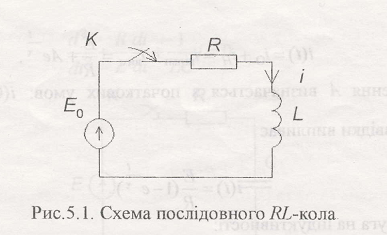 K
R
i
E₀
L
Рис.5.1. Схема послідовного RL-кола